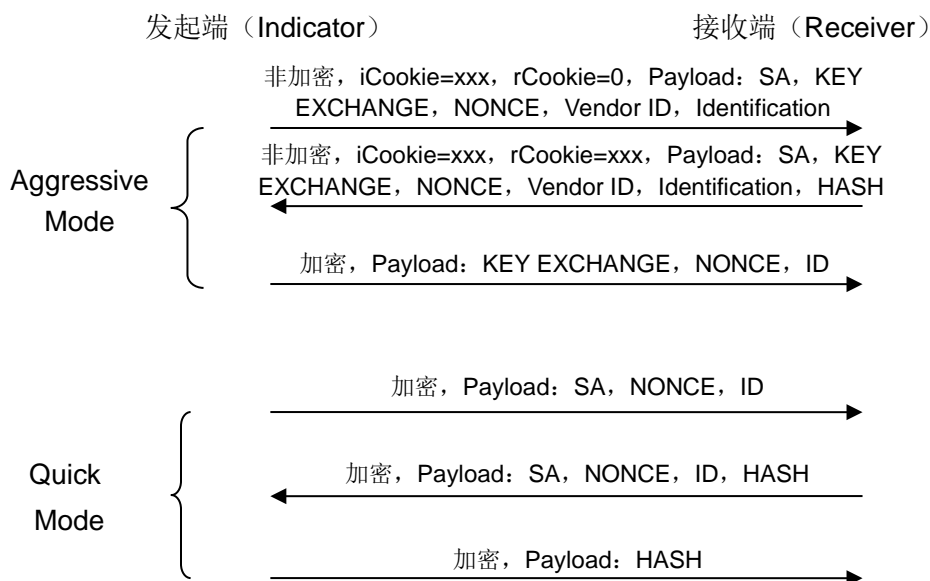 发起端（Indicator）
接收端（Receiver）
非加密，iCookie=xxx，rCookie=0，Payload：SA，KEY
EXCHANGE，NONCE，Vendor ID，Identification
非加密，iCookie=xxx，rCookie=xxx，Payload：SA，KEY
EXCHANGE，NONCE，Vendor ID，Identification，HASH
Aggressive
Mode
加密，Payload：KEY EXCHANGE，NONCE，ID
加密，Payload：SA，NONCE，ID
加密，Payload：SA，NONCE，ID，HASH
Quick
Mode
加密，Payload：HASH